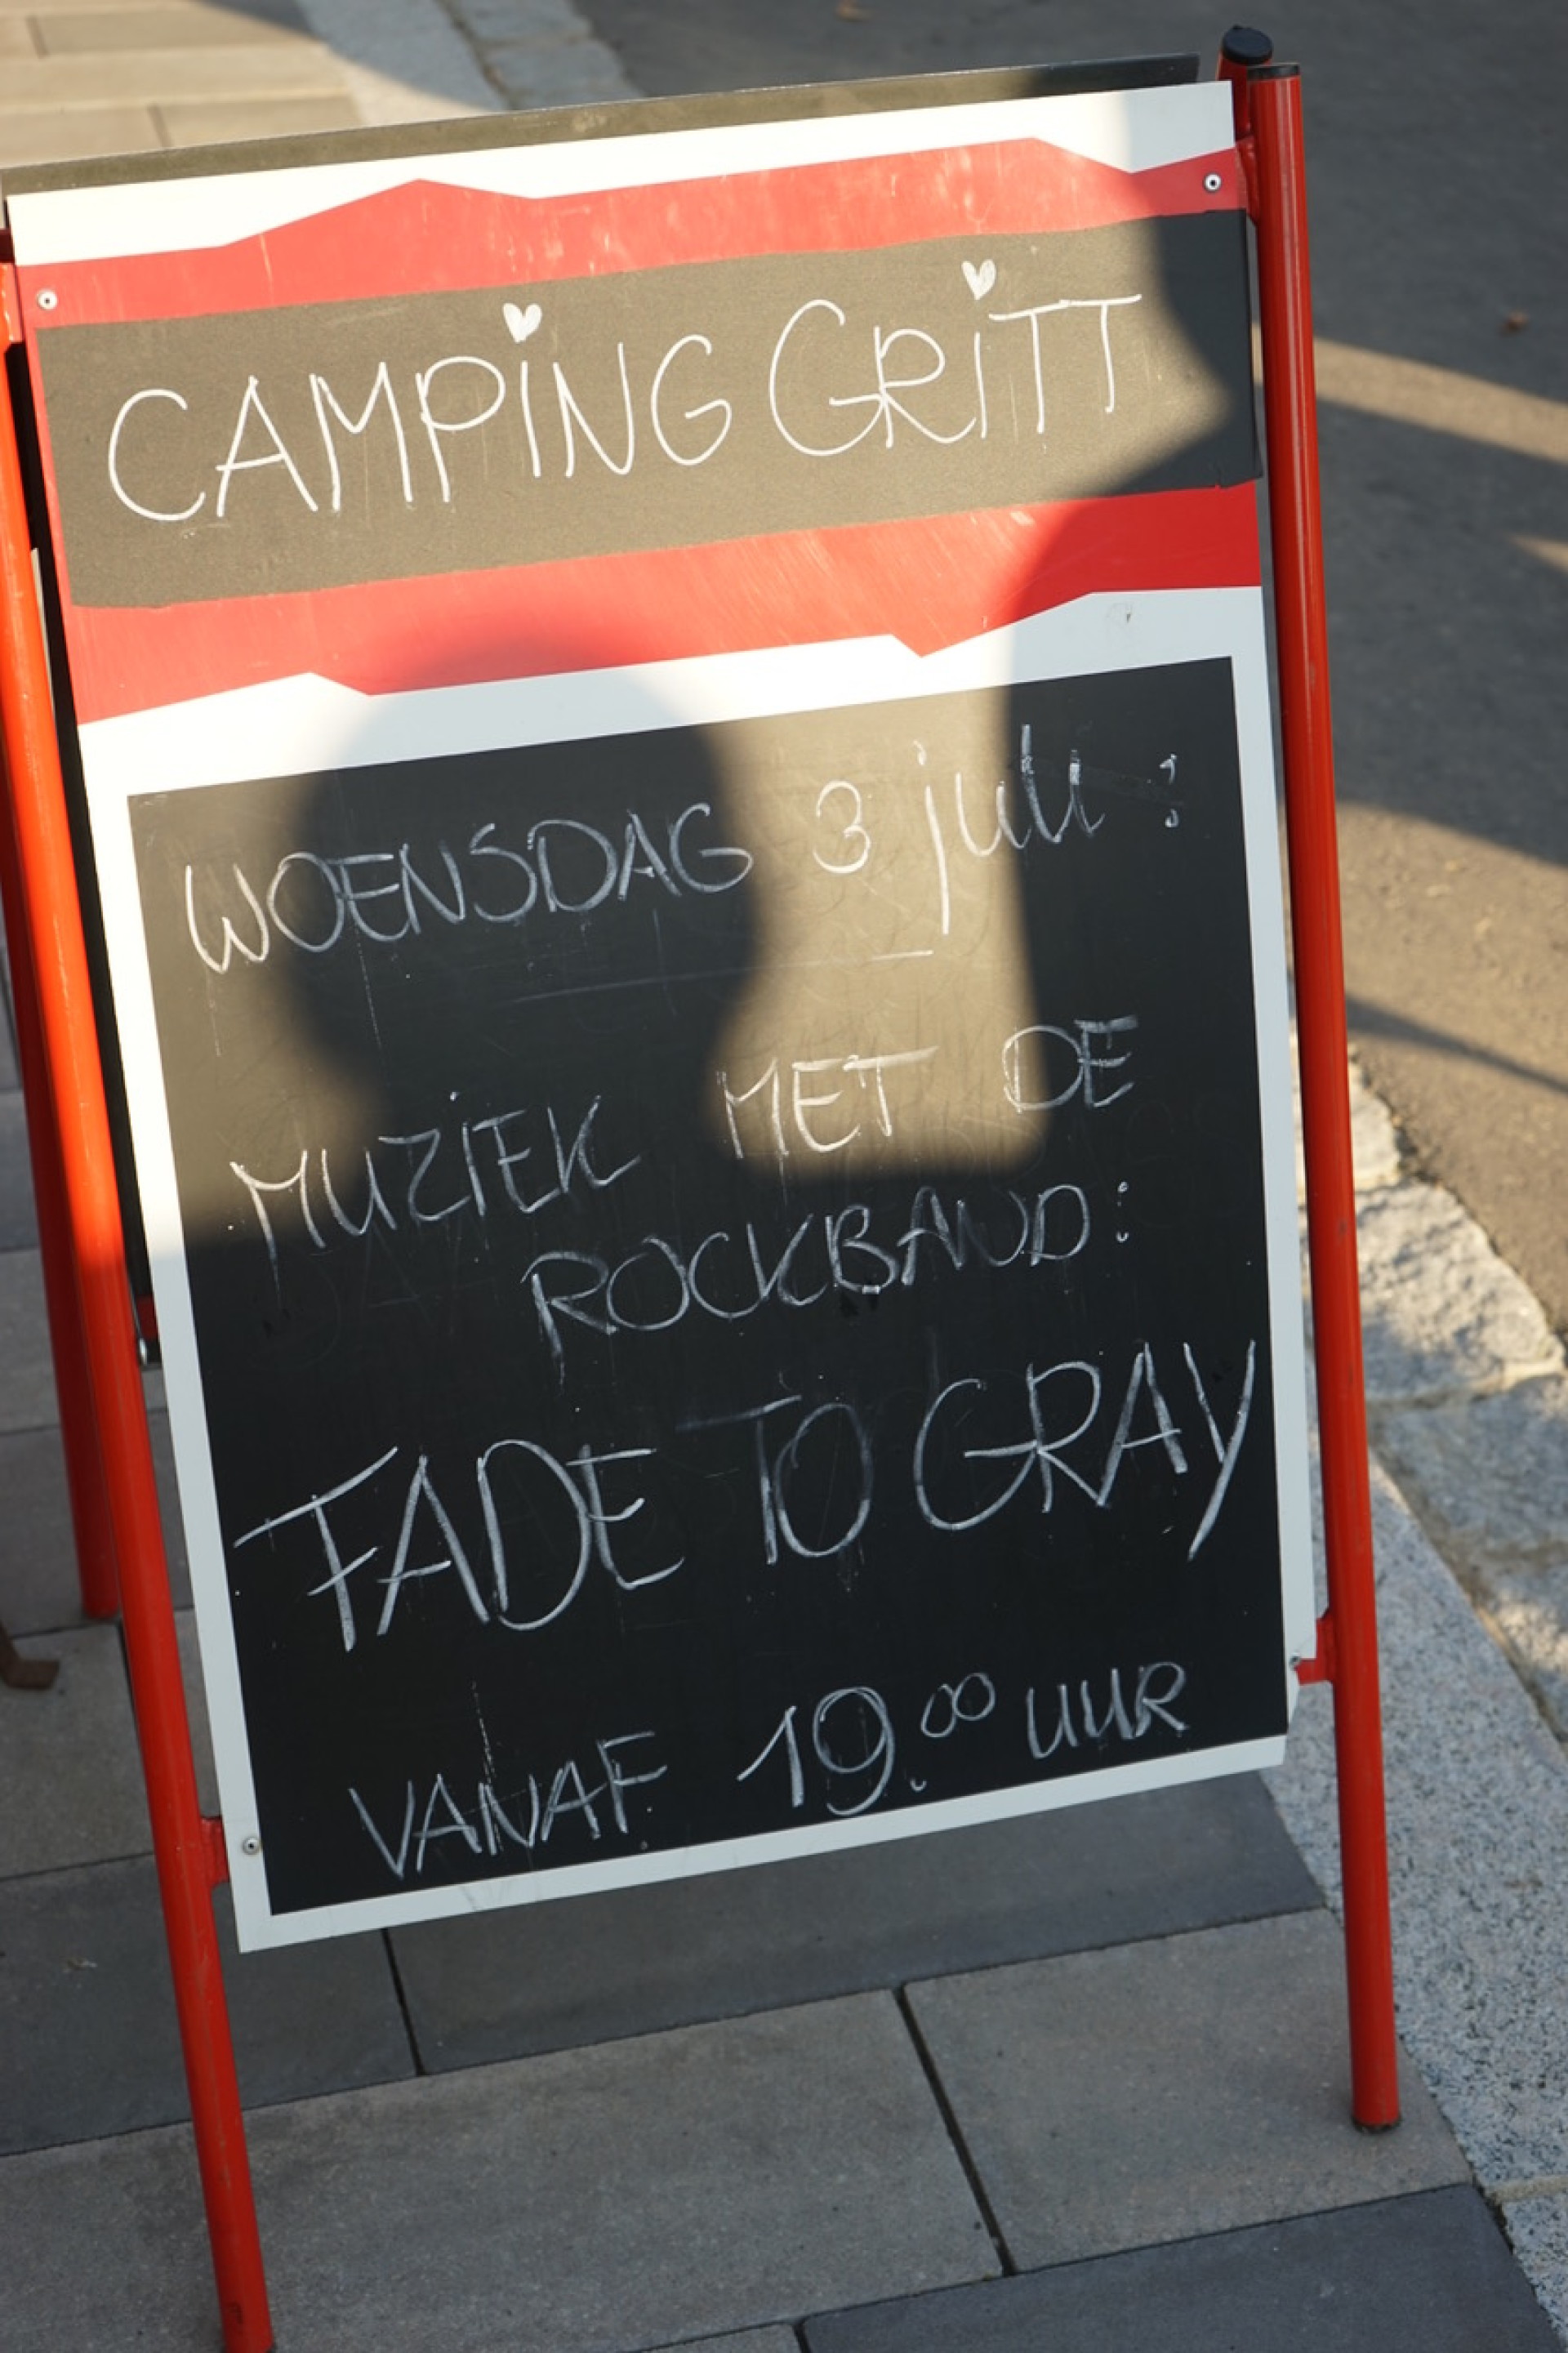 CAMPING GRITT
WOENSDAG 3 juli :
MUZIEK MET DE
ROCKBAND:
FADE TO GRAY
VANAF 19.00 UUR